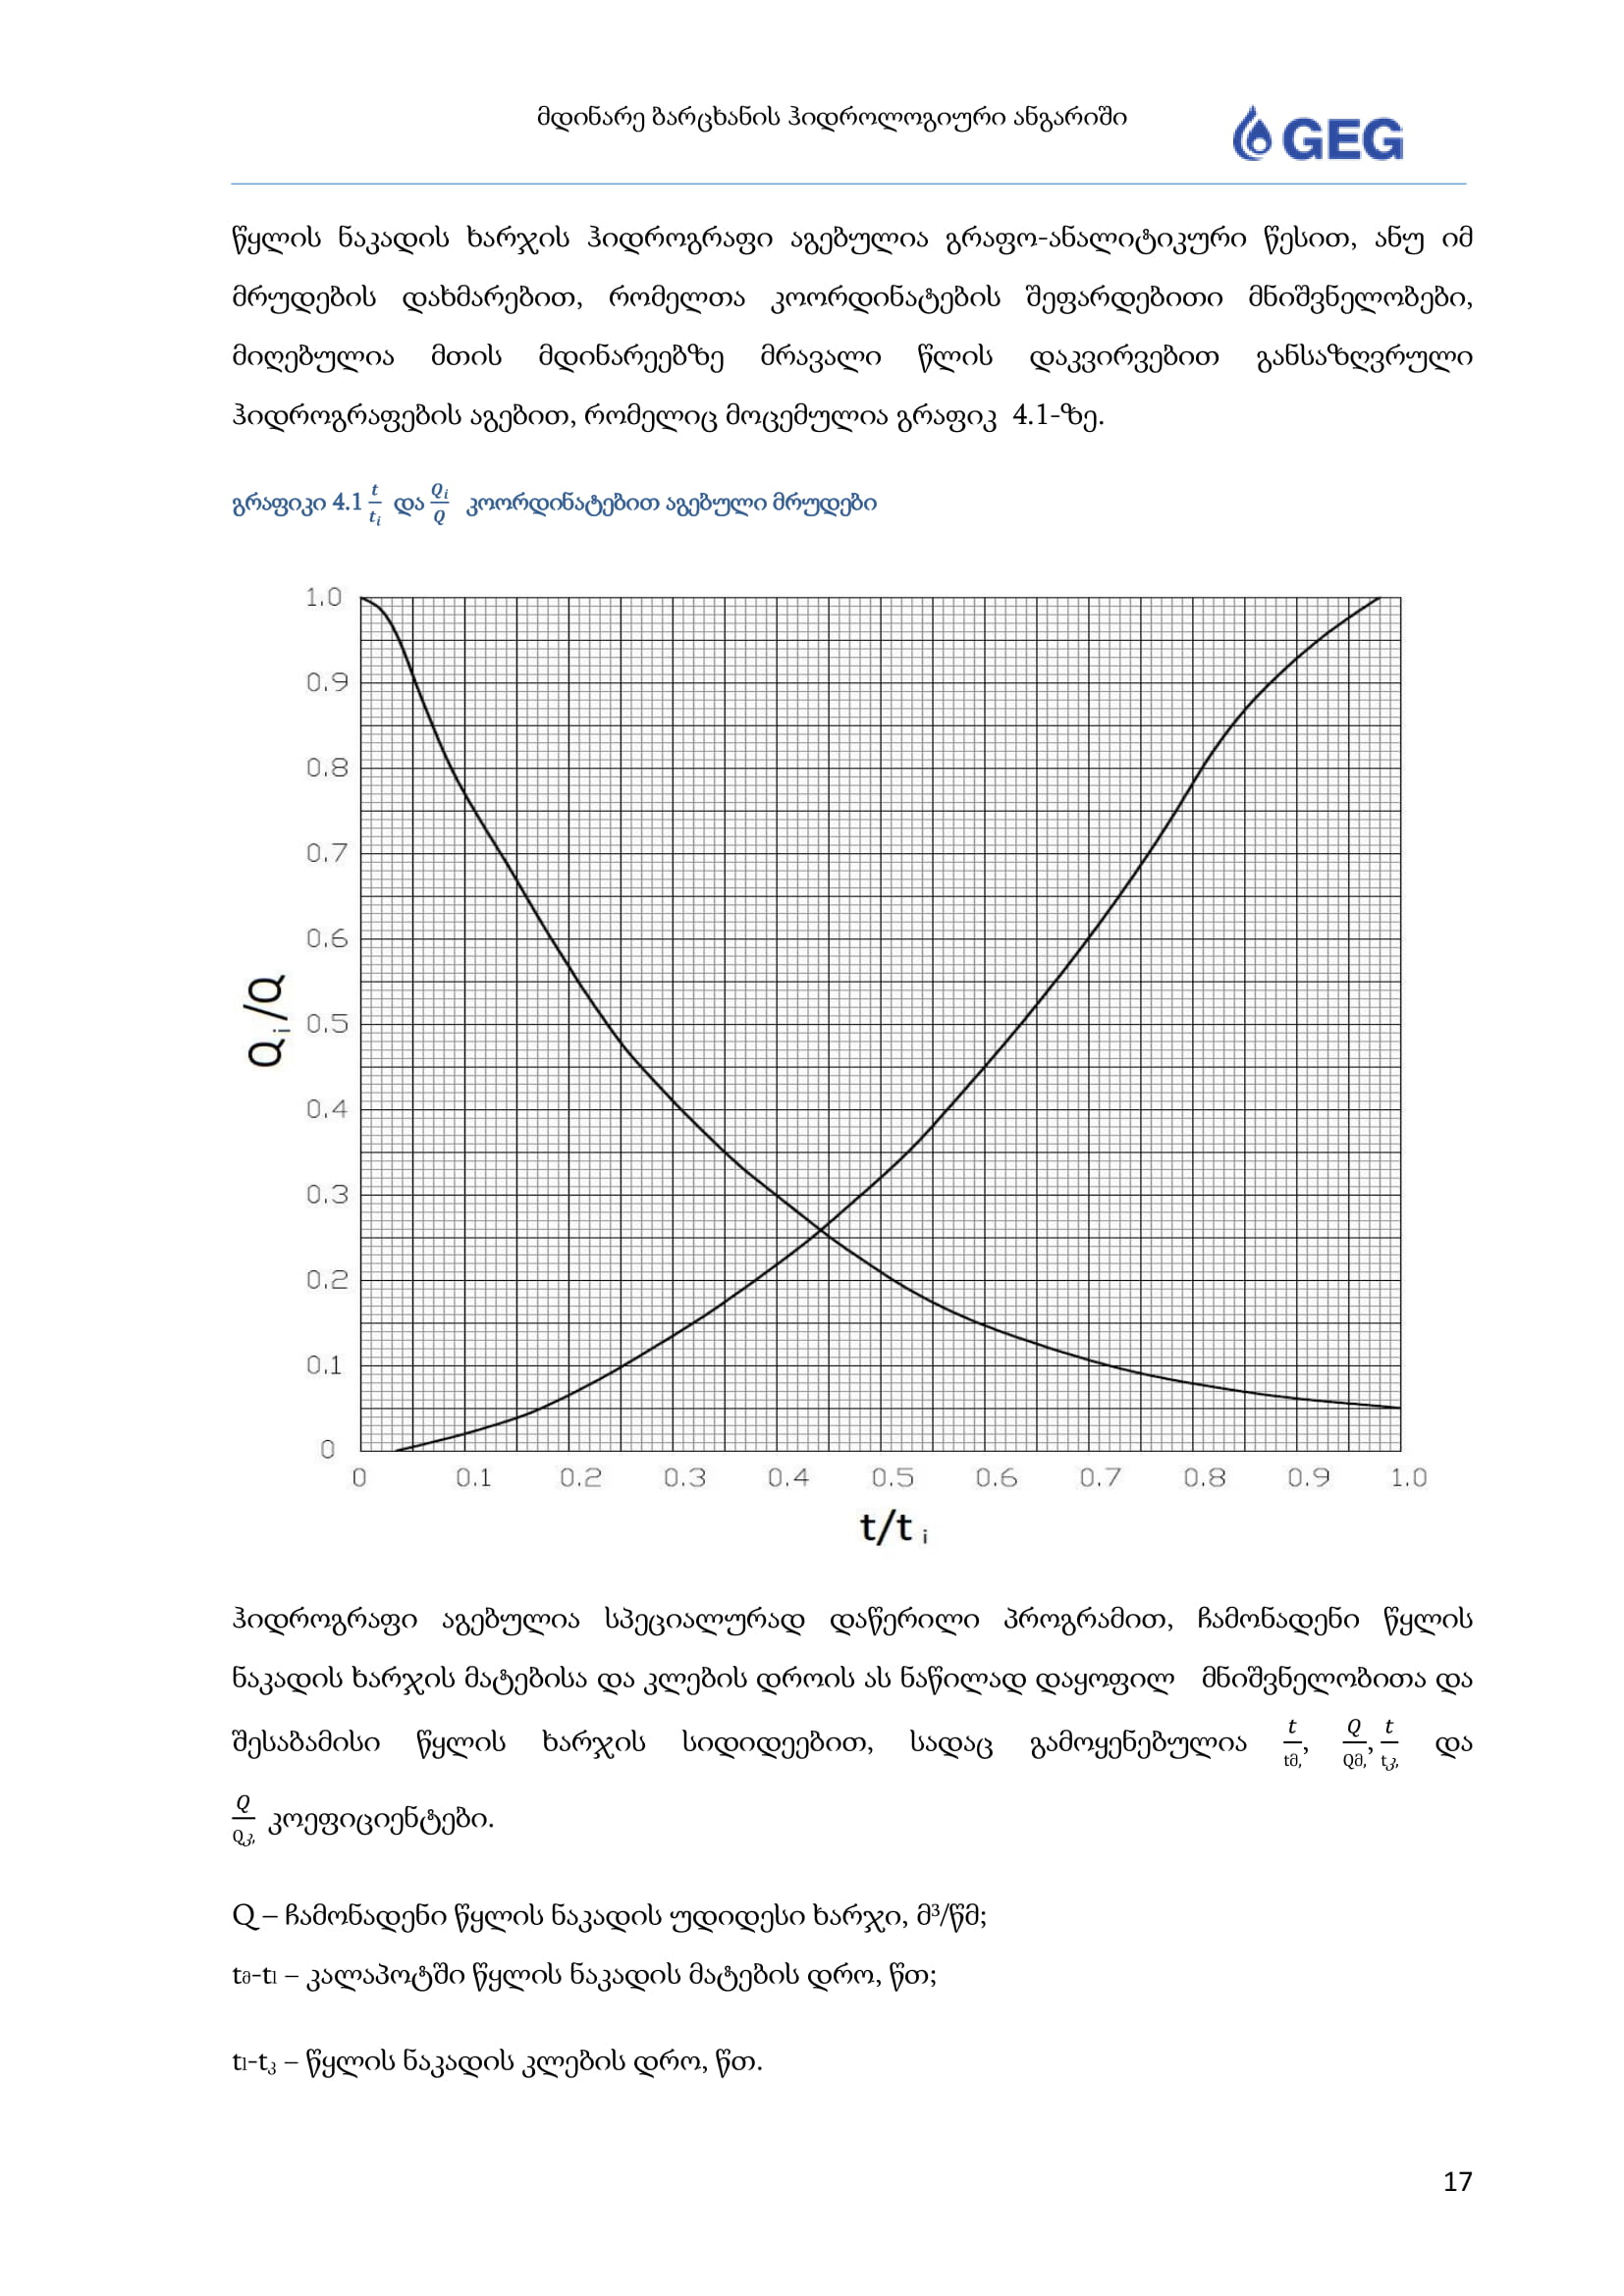 მდინარე ბარცხანის ჰიდროლოგიური ანგარიში
GEG
წყლის ნაკადის ხარჯის ჰიდროგრაფი აგებულია გრაფო-ანალიტიკური წესით, ანუ იმ
მრუდების დახმარებით, რომელთა კოორდინატების შეფარდებითი მნიშვნელობები,
მიღებულია მთის მდინარეებზე მრავალი წლის დაკვირვებით განსაზღვრული
ჰიდროგრაფების აგებით, რომელიც მოცემულია გრაფიკ 4.1-ზე.
გრაფიკი 4.1 t/tᵢ და Qᵢ/Q კოორდინატებით აგებული მრუდები
1.0
0.9
0.8
0.7
0.6
0.5
0.4
0.3
0.2
0.1
0
Qᵢ/Q
0 0.1 0.2 0.3 0.4 0.5 0.6 0.7 0.8 0.9 1.0
t/t ᵢ
ჰიდროგრაფი აგებულია სპეციალურად დაწერილი პროგრამით, ჩამონადენი წყლის
ნაკადის ხარჯის მატებისა და კლების დროის ას ნაწილად დაყოფილ მნიშვნელობითა და
შესაბამისი წყლის ხარჯის სიდიდეებით, სადაც გამოყენებულია t/tმ, Q/Qმ, t/tკ, და
Q/Qკ, კოეფიციენტები.
Q – ჩამონადენი წყლის ნაკადის უდიდესი ხარჯი, მ³/წმ;
tმ-tl – კალაპოტში წყლის ნაკადის მატების დრო, წთ;
tl-tკ – წყლის ნაკადის კლების დრო, წთ.
17